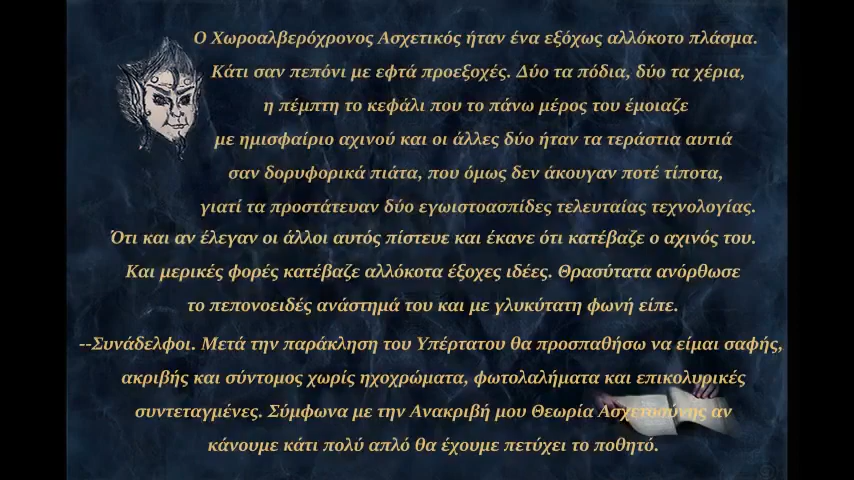 Ο Χωροαλβερόχρονος Ασχετικός ήταν ένα εξόχως αλλόκοτο πλάσμα.
Κάτι σαν πεπόνι με εφτά προεξοχές. Δύο τα πόδια, δύο τα χέρια,
η πέμπτη το κεφάλι που το πάνω μέρος του έμοιαζε
με ημισφαίριο αχινού και οι άλλες δύο ήταν τα τεράστια αυτιά
σαν δορυφορικά πιάτα, που όμως δεν άκουγαν ποτέ τίποτα,
γιατί τα προστάτευαν δύο εγωιστοασπίδες τελευταίας τεχνολογίας.
Ότι και αν έλεγαν οι άλλοι αυτός πίστευε και έκανε ότι κατέβαζε ο αχινός του.
Και μερικές φορές κατέβαζε αλλόκοτα έξοχες ιδέες. Θρασύτατα ανόρθωσε
το πεπονοειδές ανάστημά του και με γλυκύτατη φωνή είπε.
--Συνάδελφοι. Μετά την παράκληση του Υπέρτατου θα προσπαθήσω να είμαι σαφής,
ακριβής και σύντομος χωρίς ηχοχρώματα, φωτολαλήματα και επικολυρικές
συντεταγμένες. Σύμφωνα με την Ανακριβή μου Θεωρία Ασχετοσύνης αν
κάνουμε κάτι πολύ απλό θα έχουμε πετύχει το ποθητό.